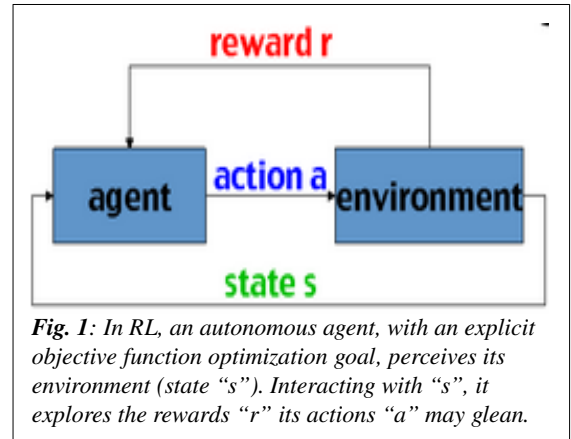 reward r
action a
agent
environment
state s
Fig. 1: In RL, an autonomous agent, with an explicit
objective function optimization goal, perceives its
environment (state “s”). Interacting with “s”, it
explores the rewards “r” its actions “a” may glean.